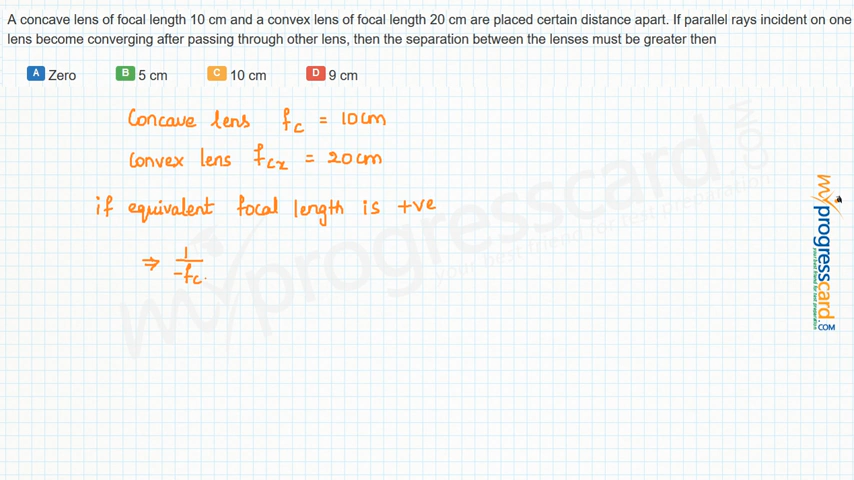 A concave lens of focal length 10 cm and a convex lens of focal length 20 cm are placed certain distance apart. If parallel rays incident on one
lens become converging after passing through other lens, then the separation between the lenses must be greater then
A Zero B 5 cm C 10 cm D 9 cm
Concave lens f_c = 10cm
Convex lens f_cx = 20cm
if equivalent focal length is +ve
⇒ 1/-f_c.
myprogresscard
myprogresscard.COM